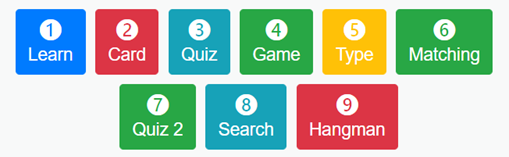 1 2 3 4 5 6
Learn Card Quiz Game Type Matching
7 8 9
Quiz 2 Search Hangman